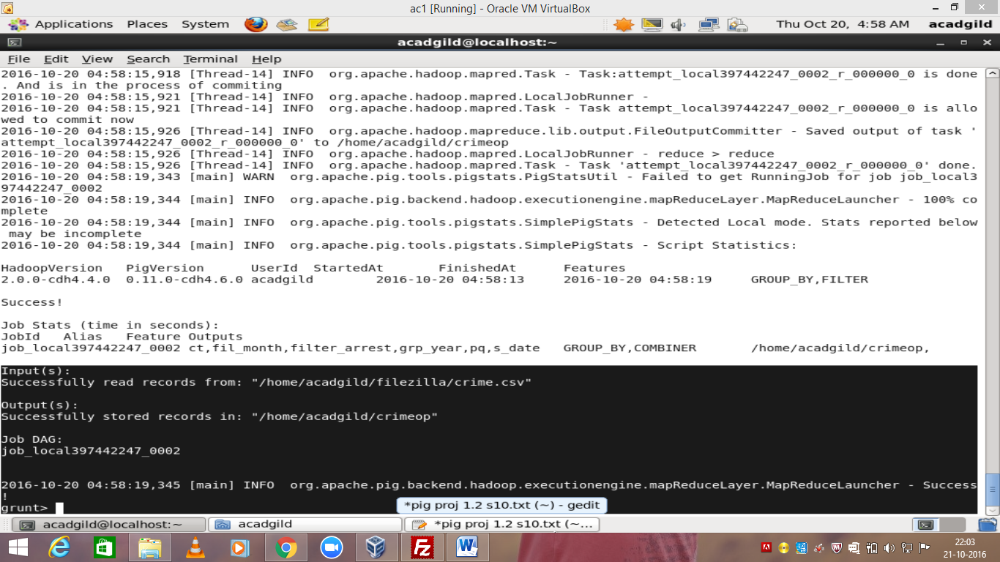 ac1 [Running] - Oracle VM VirtualBox
Applications Places System Thu Oct 20, 4:58 AM acadgild
acadgild@localhost:~
File Edit View Search Terminal Help
2016-10-20 04:58:15,918 [Thread-14] INFO  org.apache.hadoop.mapred.Task - Task:attempt_local397442247_0002_r_000000_0 is done
. And is in the process of commiting
2016-10-20 04:58:15,921 [Thread-14] INFO  org.apache.hadoop.mapred.LocalJobRunner -
2016-10-20 04:58:15,921 [Thread-14] INFO  org.apache.hadoop.mapred.Task - Task attempt_local397442247_0002_r_000000_0 is allo
wed to commit now
2016-10-20 04:58:15,926 [Thread-14] INFO  org.apache.hadoop.mapreduce.lib.output.FileOutputCommitter - Saved output of task '
attempt_local397442247_0002_r_000000_0' to /home/acadgild/crimeop
2016-10-20 04:58:15,926 [Thread-14] INFO  org.apache.hadoop.mapred.LocalJobRunner - reduce > reduce
2016-10-20 04:58:15,926 [Thread-14] INFO  org.apache.hadoop.mapred.Task - Task 'attempt_local397442247_0002_r_000000_0' done.
2016-10-20 04:58:19,343 [main] WARN  org.apache.pig.tools.pigstats.PigStatsUtil - Failed to get RunningJob for job job_local3
97442247_0002
2016-10-20 04:58:19,344 [main] INFO  org.apache.pig.backend.hadoop.executionengine.mapReduceLayer.MapReduceLauncher - 100% co
mplete
2016-10-20 04:58:19,344 [main] INFO  org.apache.pig.tools.pigstats.SimplePigStats - Detected Local mode. Stats reported below
 may be incomplete
2016-10-20 04:58:19,344 [main] INFO  org.apache.pig.tools.pigstats.SimplePigStats - Script Statistics:
HadoopVersion PigVersion UserId StartedAt FinishedAt Features
2.0.0-cdh4.4.0 0.11.0-cdh4.6.0 acadgild 2016-10-20 04:58:13 2016-10-20 04:58:19 GROUP_BY,FILTER
Success!
Job Stats (time in seconds):
JobId Alias Feature Outputs
job_local397442247_0002 ct,fil_month,filter_arrest,grp_year,pq,s_date GROUP_BY,COMBINER /home/acadgild/crimeop,
Input(s):
Successfully read records from: "/home/acadgild/filezilla/crime.csv"
Output(s):
Successfully stored records in: "/home/acadgild/crimeop"
Job DAG:
job_local397442247_0002
2016-10-20 04:58:19,345 [main] INFO  org.apache.pig.backend.hadoop.executionengine.mapReduceLayer.MapReduceLauncher - Success
!
grunt>
*pig proj 1.2 s10.txt (~) - gedit
acadgild@localhost:~ acadgild *pig proj 1.2 s10.txt (~...
22:03
21-10-2016